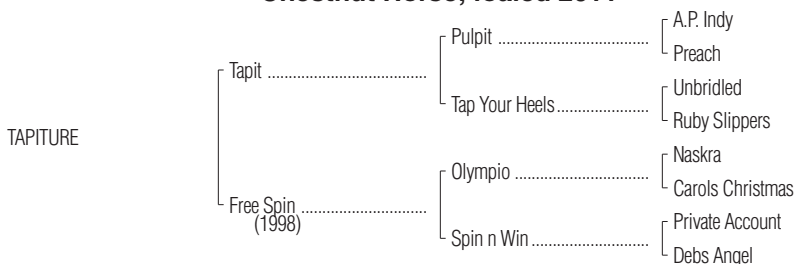 Chestnut Horse; foaled 2011
Pulpit ............................................
A.P. Indy
Preach
Tapit ..............................................
Tap Your Heels..........................
Unbridled
Ruby Slippers
TAPITURE
Olympio .......................................
Naskra
Carols Christmas
Free Spin ....................................
(1998)
Spin n Win.................................
Private Account
Debs Angel